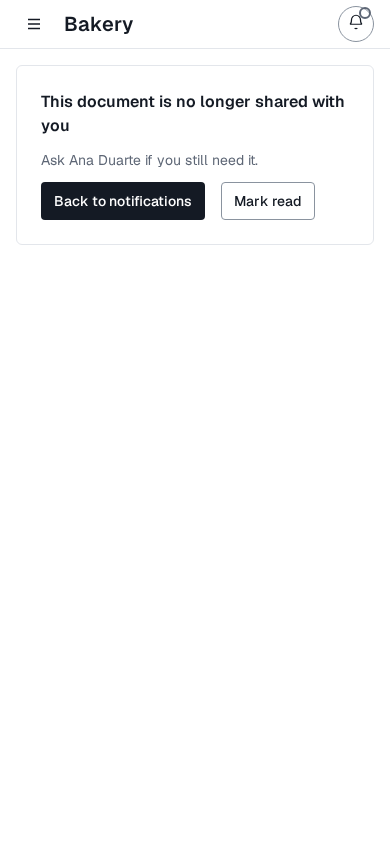 Bakery
This document is no longer shared with
you
Ask Ana Duarte if you still need it.
Back to notifications
Mark read